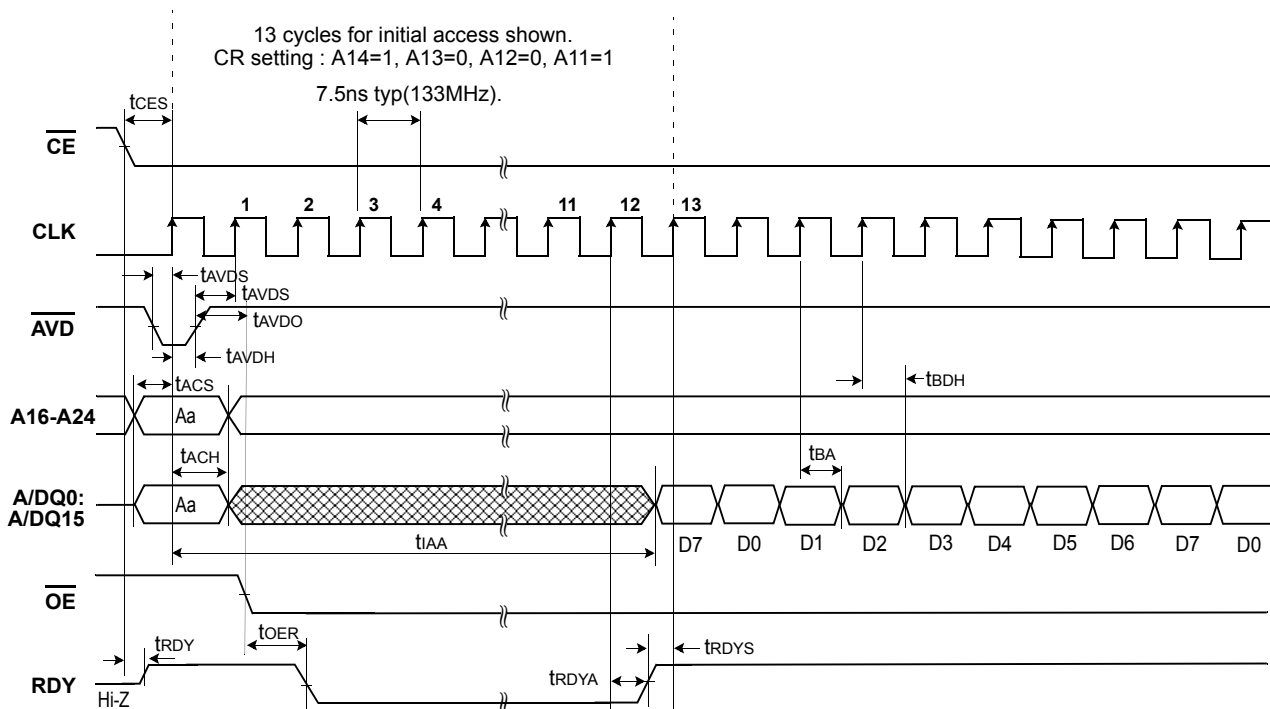 13 cycles for initial access shown.
CR setting : A14=1, A13=0, A12=0, A11=1
7.5ns typ(133MHz).
tCES
CE
1 2 3 4 11 12 13
CLK
tAVDS
tAVDS
AVD
tAVDO
tAVDH
tACS
tBDH
A16-A24
Aa
tACH
tBA
A/DQ0:
A/DQ15
Aa
tIAA
D7 D0 D1 D2 D3 D4 D5 D6 D7 D0
OE
tOER
tRDYS
tRDY
tRDYA
RDY
Hi-Z